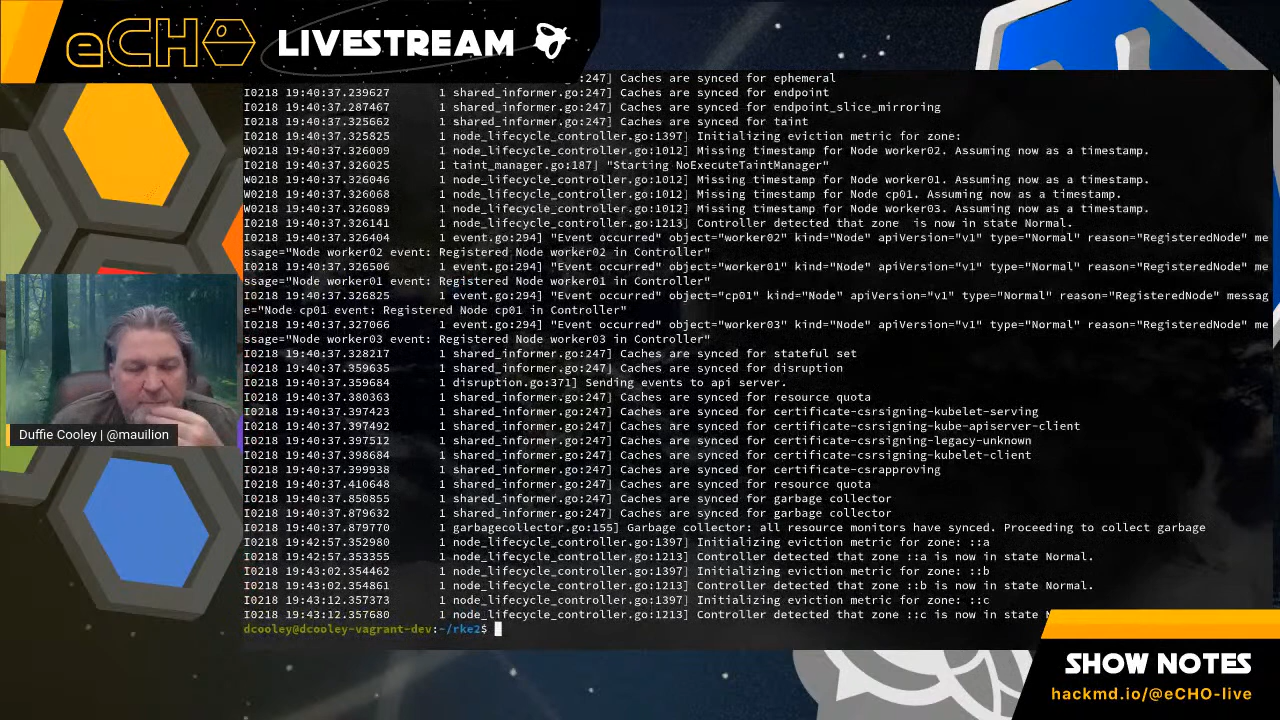 eCHO LIVESTREAM
:247] Caches are synced for ephemeral
I0218 19:40:37.239627       1 shared_informer.go:247] Caches are synced for endpoint
I0218 19:40:37.287467       1 shared_informer.go:247] Caches are synced for endpoint_slice_mirroring
I0218 19:40:37.325662       1 shared_informer.go:247] Caches are synced for taint
I0218 19:40:37.325825       1 node_lifecycle_controller.go:1397] Initializing eviction metric for zone:
W0218 19:40:37.326009       1 node_lifecycle_controller.go:1012] Missing timestamp for Node worker02. Assuming now as a timestamp.
I0218 19:40:37.326025       1 taint_manager.go:187] "Starting NoExecuteTaintManager"
W0218 19:40:37.326046       1 node_lifecycle_controller.go:1012] Missing timestamp for Node worker01. Assuming now as a timestamp.
W0218 19:40:37.326068       1 node_lifecycle_controller.go:1012] Missing timestamp for Node cp01. Assuming now as a timestamp.
W0218 19:40:37.326089       1 node_lifecycle_controller.go:1012] Missing timestamp for Node worker03. Assuming now as a timestamp.
I0218 19:40:37.326141       1 node_lifecycle_controller.go:1213] Controller detected that zone  is now in state Normal.
I0218 19:40:37.326404       1 event.go:294] "Event occurred" object="worker02" kind="Node" apiVersion="v1" type="Normal" reason="RegisteredNode" me
ssage="Node worker02 event: Registered Node worker02 in Controller"
I0218 19:40:37.326506       1 event.go:294] "Event occurred" object="worker01" kind="Node" apiVersion="v1" type="Normal" reason="RegisteredNode" me
ssage="Node worker01 event: Registered Node worker01 in Controller"
I0218 19:40:37.326825       1 event.go:294] "Event occurred" object="cp01" kind="Node" apiVersion="v1" type="Normal" reason="RegisteredNode" messag
e="Node cp01 event: Registered Node cp01 in Controller"
I0218 19:40:37.327066       1 event.go:294] "Event occurred" object="worker03" kind="Node" apiVersion="v1" type="Normal" reason="RegisteredNode" me
ssage="Node worker03 event: Registered Node worker03 in Controller"
I0218 19:40:37.328217       1 shared_informer.go:247] Caches are synced for stateful set
I0218 19:40:37.359635       1 shared_informer.go:247] Caches are synced for disruption
I0218 19:40:37.359684       1 disruption.go:371] Sending events to api server.
I0218 19:40:37.380363       1 shared_informer.go:247] Caches are synced for resource quota
I0218 19:40:37.397423       1 shared_informer.go:247] Caches are synced for certificate-csrsigning-kubelet-serving
I0218 19:40:37.397492       1 shared_informer.go:247] Caches are synced for certificate-csrsigning-kube-apiserver-client
I0218 19:40:37.397512       1 shared_informer.go:247] Caches are synced for certificate-csrsigning-legacy-unknown
I0218 19:40:37.398684       1 shared_informer.go:247] Caches are synced for certificate-csrsigning-kubelet-client
I0218 19:40:37.399938       1 shared_informer.go:247] Caches are synced for certificate-csrapproving
I0218 19:40:37.410648       1 shared_informer.go:247] Caches are synced for resource quota
I0218 19:40:37.850855       1 shared_informer.go:247] Caches are synced for garbage collector
I0218 19:40:37.879632       1 shared_informer.go:247] Caches are synced for garbage collector
I0218 19:40:37.879770       1 garbagecollector.go:155] Garbage collector: all resource monitors have synced. Proceeding to collect garbage
I0218 19:42:57.352980       1 node_lifecycle_controller.go:1397] Initializing eviction metric for zone: ::a
I0218 19:42:57.353355       1 node_lifecycle_controller.go:1213] Controller detected that zone ::a is now in state Normal.
I0218 19:43:02.354462       1 node_lifecycle_controller.go:1397] Initializing eviction metric for zone: ::b
I0218 19:43:02.354861       1 node_lifecycle_controller.go:1213] Controller detected that zone ::b is now in state Normal.
I0218 19:43:12.357373       1 node_lifecycle_controller.go:1397] Initializing eviction metric for zone: ::c
I0218 19:43:12.357680       1 node_lifecycle_controller.go:1213] Controller detected that zone ::c is now in state
dcooley@dcooley-vagrant-dev:~/rke2$
Duffie Cooley | @mauilion
SHOW NOTES
hackmd.io/@eCHO-live